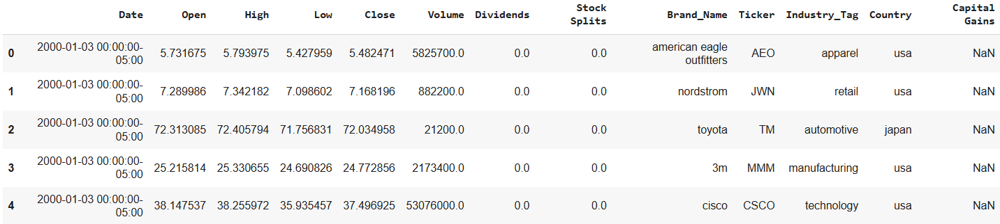 Date Open High Low Close Volume Dividends Stock Splits Brand_Name Ticker Industry_Tag Country Capital Gains
0 2000-01-03 00:00:00-05:00 5.731675 5.793975 5.427959 5.482471 5825700.0 0.0 0.0 american eagle outfitters AEO apparel usa NaN
1 2000-01-03 00:00:00-05:00 7.289986 7.342182 7.098602 7.168196 882200.0 0.0 0.0 nordstrom JWN retail usa NaN
2 2000-01-03 00:00:00-05:00 72.313085 72.405794 71.756831 72.034958 21200.0 0.0 0.0 toyota TM automotive japan NaN
3 2000-01-03 00:00:00-05:00 25.215814 25.330655 24.690826 24.772856 2173400.0 0.0 0.0 3m MMM manufacturing usa NaN
4 2000-01-03 00:00:00-05:00 38.147537 38.255972 35.935457 37.496925 53076000.0 0.0 0.0 cisco CSCO technology usa NaN